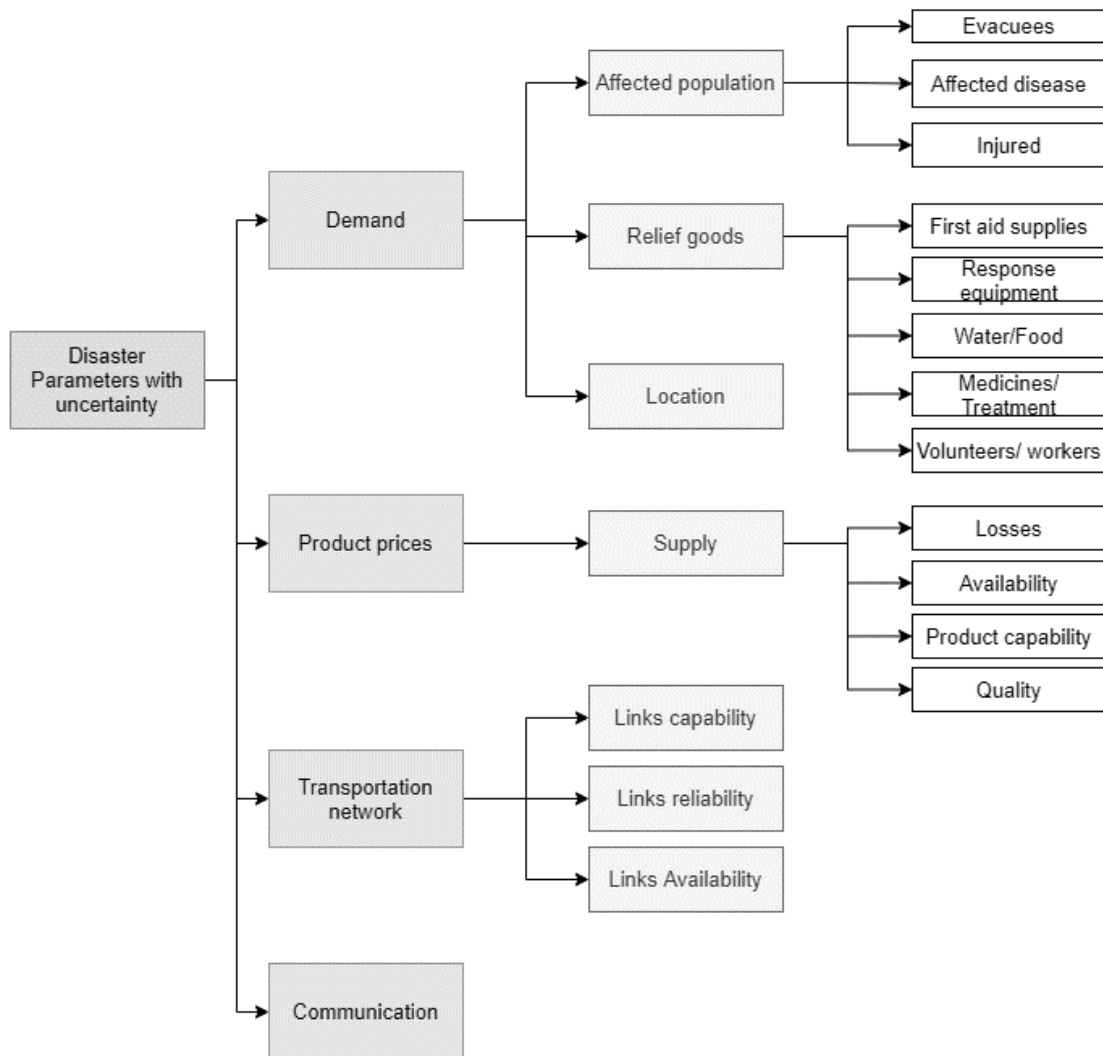 Evacuees
Affected population
Affected disease
Injured
Demand
Relief goods
First aid supplies
Response
equipment
Water/Food
Disaster
Parameters with
uncertainty
Location
Medicines/
Treatment
Volunteers/ workers
Product prices
Supply
Losses
Availability
Product capability
Quality
Links capability
Transportation
network
Links reliability
Links Availability
Communication